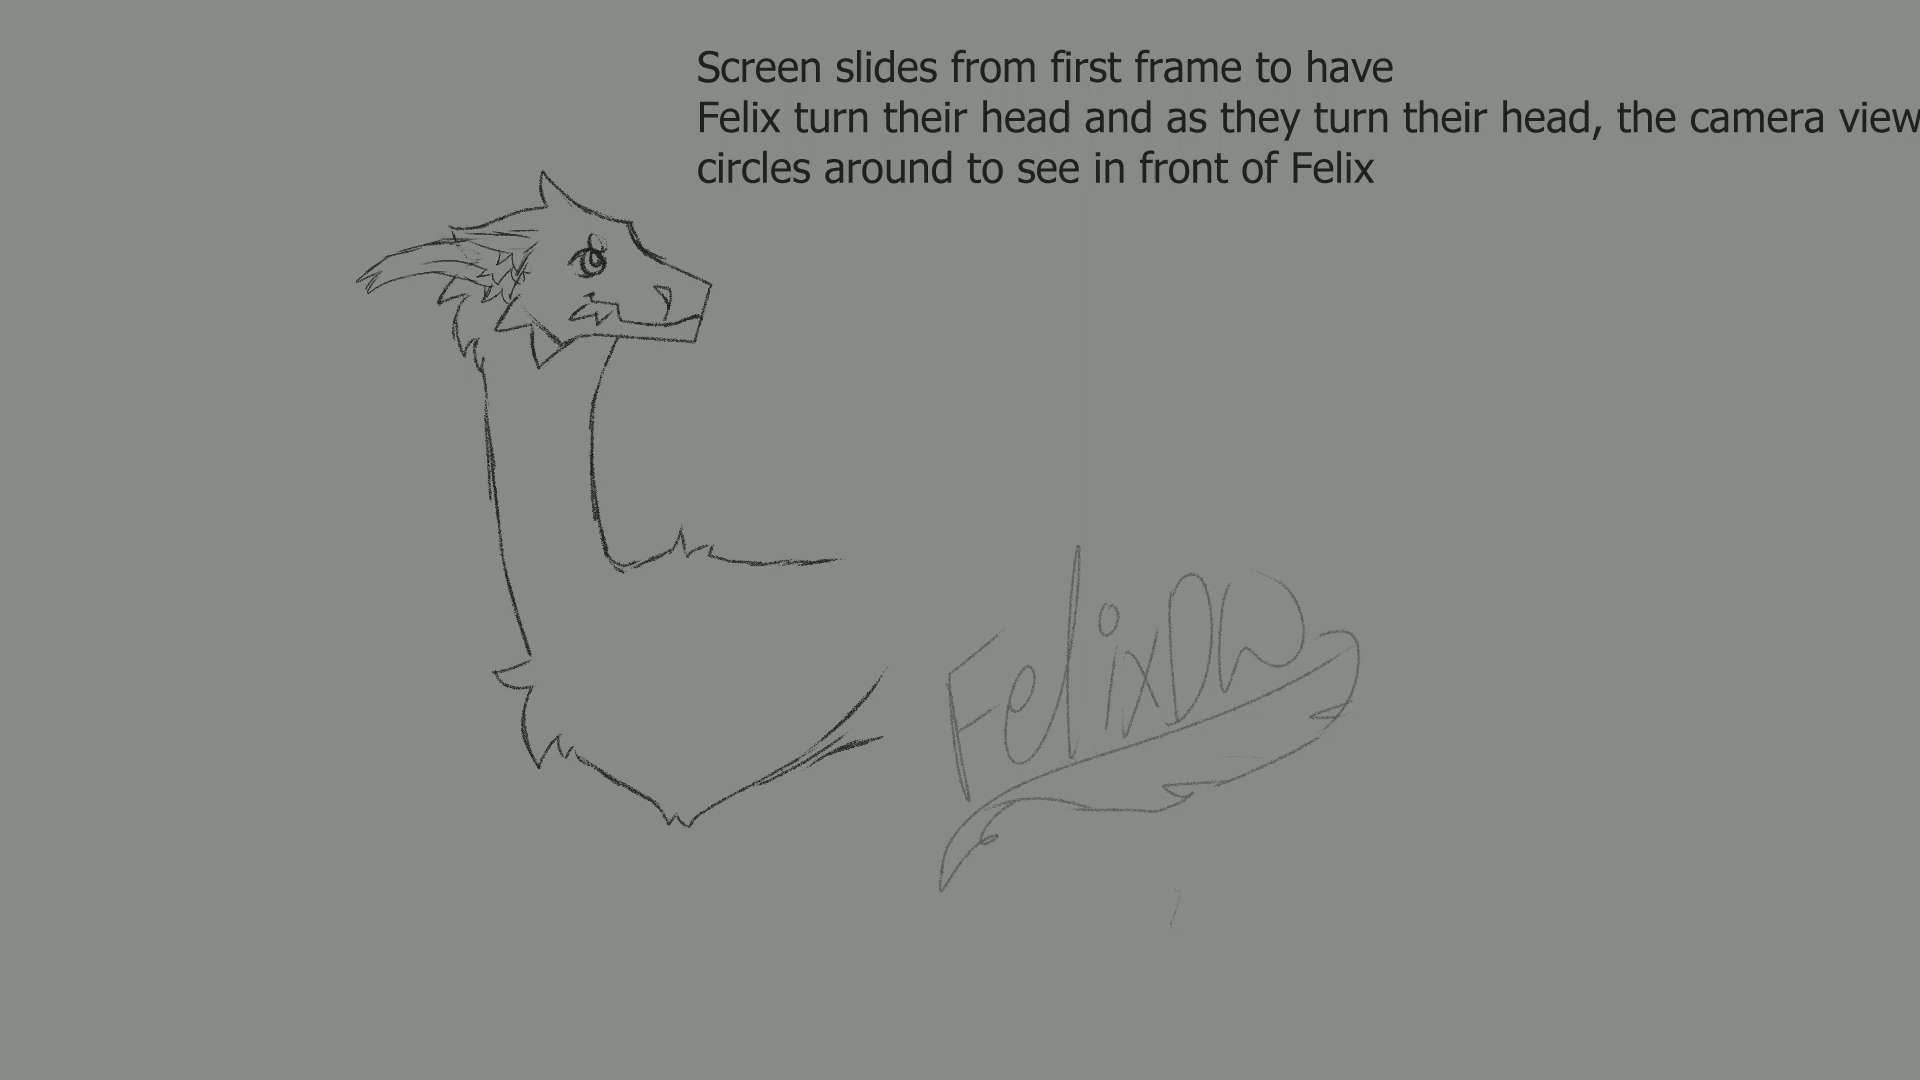 Screen slides from first frame to have
Felix turn their head and as they turn their head, the camera view
circles around to see in front of Felix
FelixDW